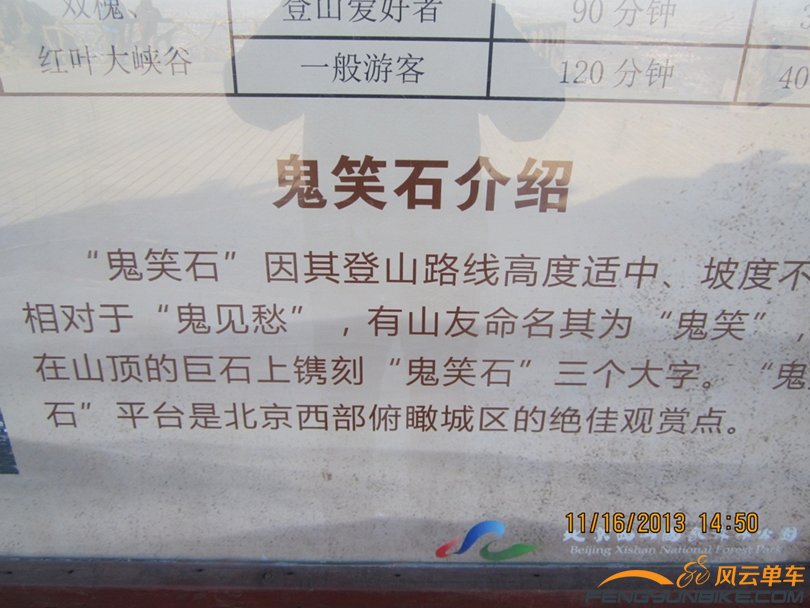 双槐、 登山爱好者 90 分钟
红叶大峡谷 一般游客 120 分钟 40
鬼笑石介绍
“鬼笑石”因其登山路线高度适中、坡度不
相对于“鬼见愁”，有山友命名其为“鬼笑”，
在山顶的巨石上镌刻“鬼笑石”三个大字。“鬼
石”平台是北京西部俯瞰城区的绝佳观赏点。
11/16/2013 14:50
Beijing Xishan National Forest Park
风云单车
FENGYUNBIKE.COM